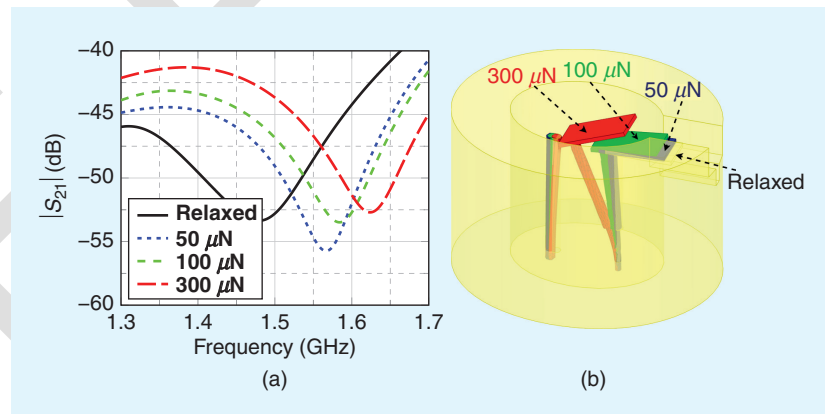 −40
−45
−50
−55
−60
|S21| (dB)
Relaxed
50 μN
100 μN
300 μN
1.3 1.4 1.5 1.6 1.7
Frequency (GHz)
(a)
300 μN
100 μN
50 μN
Relaxed
(b)